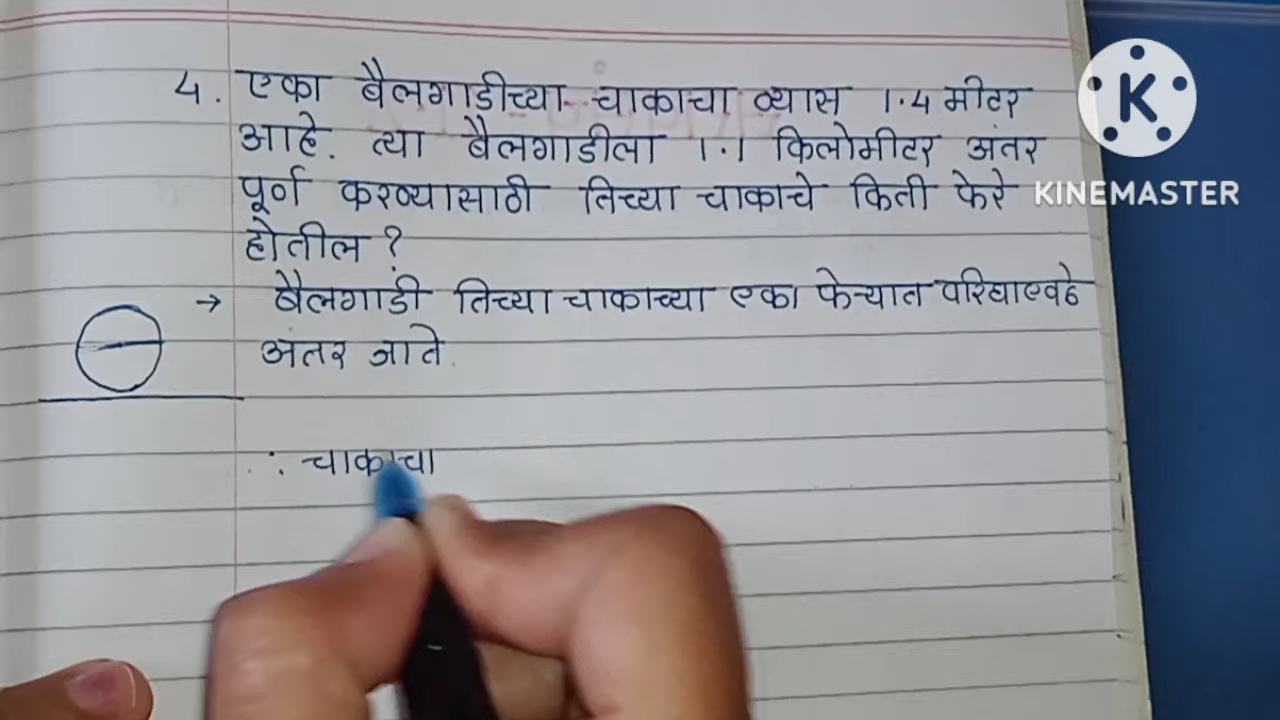 4. एका बैलगाडीच्या चाकाचा व्यास 1.4 मीटर
आहे. त्या बैलगाडीला 1.1 किलोमीटर अंतर
पूर्ण करण्यासाठी तिच्या चाकाचे किती फेरे
होतील ?
→ बैलगाडी तिच्या चाकाच्या एका फेऱ्यात परिघाएवढे
अंतर जाते.
∴ चाकाचा
K
KINEMASTER